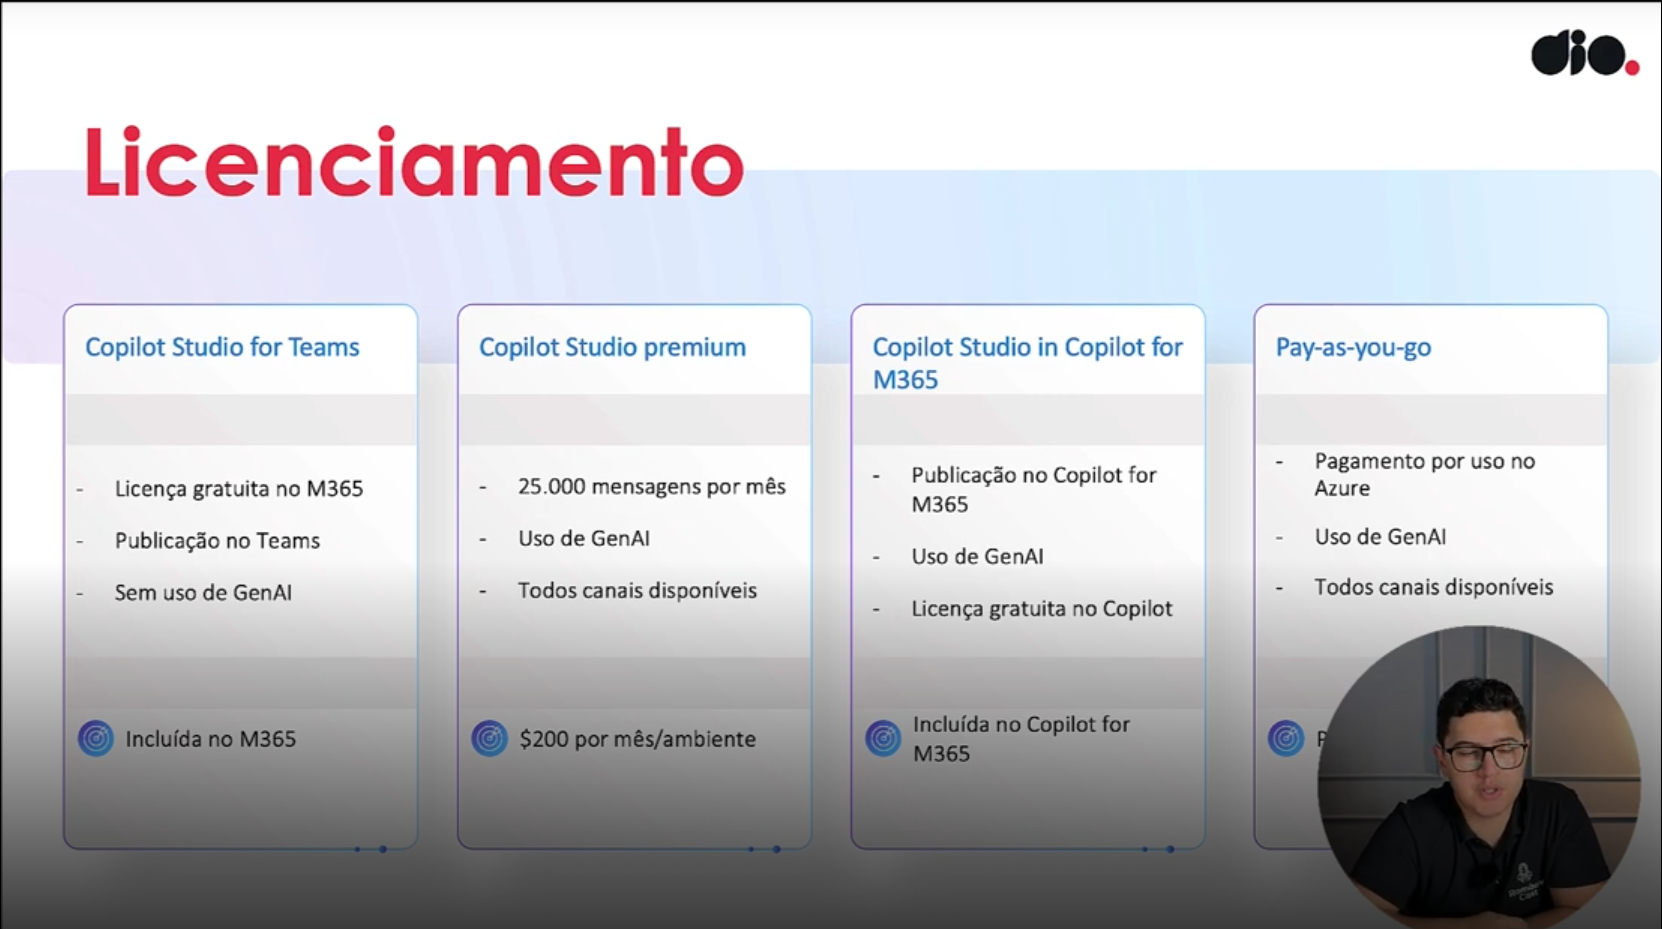 dio.
Licenciamento
Copilot Studio for Teams
- Licença gratuita no M365
- Publicação no Teams
- Sem uso de GenAI
Incluída no M365
Copilot Studio premium
- 25.000 mensagens por mês
- Uso de GenAI
- Todos canais disponíveis
$200 por mês/ambiente
Copilot Studio in Copilot for
M365
- Publicação no Copilot for
M365
- Uso de GenAI
- Licença gratuita no Copilot
Incluída no Copilot for
M365
Pay-as-you-go
- Pagamento por uso no
Azure
- Uso de GenAI
- Todos canais disponíveis